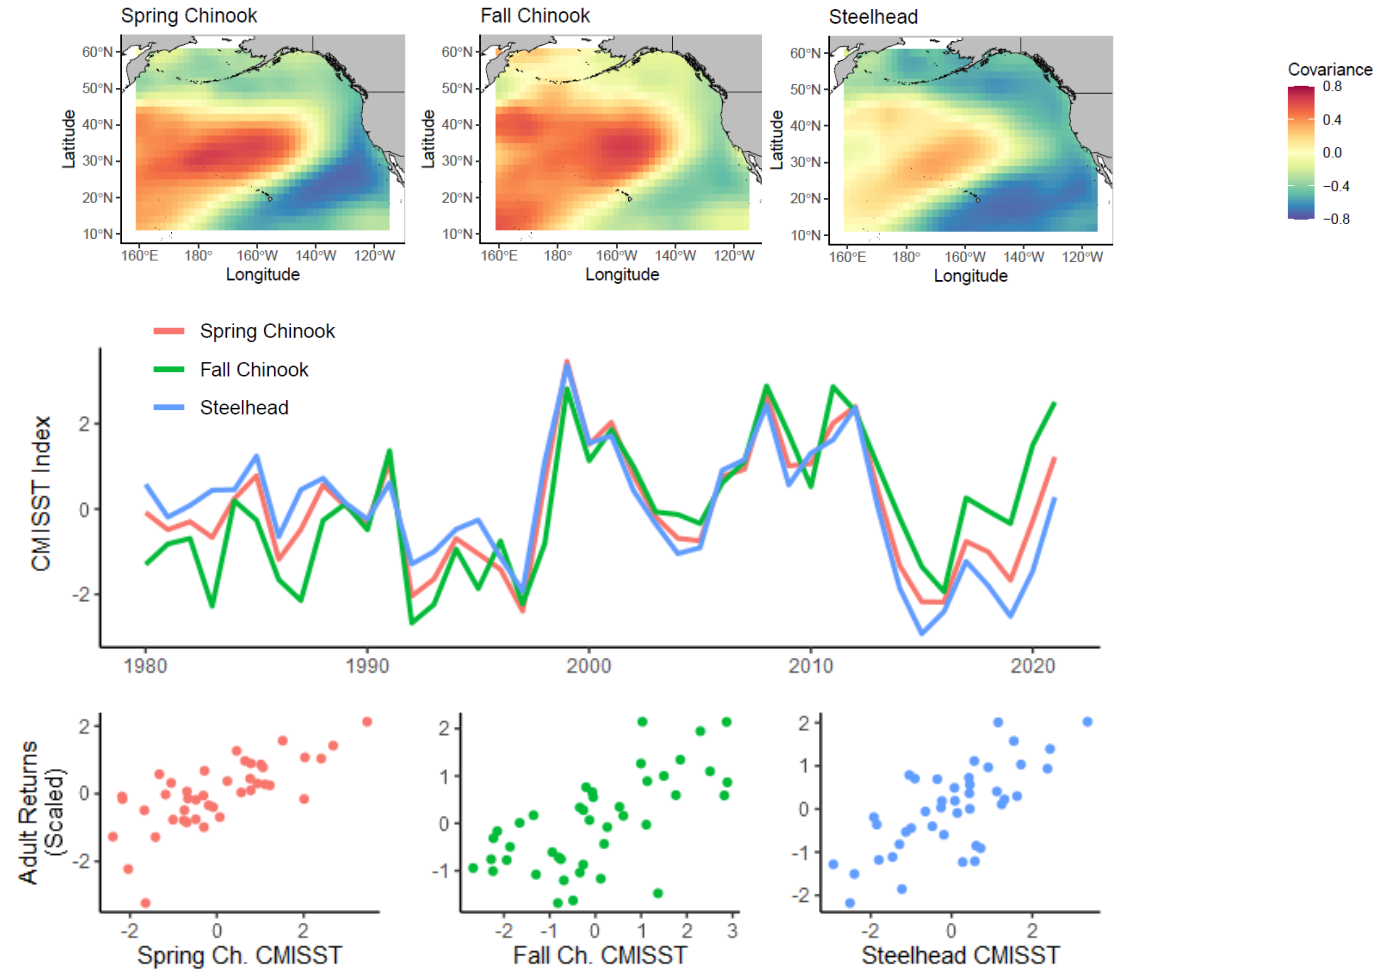 Spring Chinook
Fall Chinook
Steelhead
60°N
50°N
40°N
30°N
20°N
10°N
Latitude
160°E
180°
160°W
140°W
120°W
Longitude
60°N
50°N
40°N
30°N
20°N
10°N
Latitude
160°E
180°
160°W
140°W
120°W
Longitude
60°N
50°N
40°N
30°N
20°N
10°N
Latitude
160°E
180°
160°W
140°W
120°W
Longitude
Covariance
0.8
0.4
0.0
−0.4
−0.8
Spring Chinook
Fall Chinook
Steelhead
CMISST Index
2
0
-2
1980
1990
2000
2010
2020
Adult Returns
(Scaled)
2
0
-2
-2
0
2
Spring Ch. CMISST
2
1
0
-1
-2
-1
0
1
2
3
Fall Ch. CMISST
2
1
0
-1
-2
-2
0
2
Steelhead CMISST